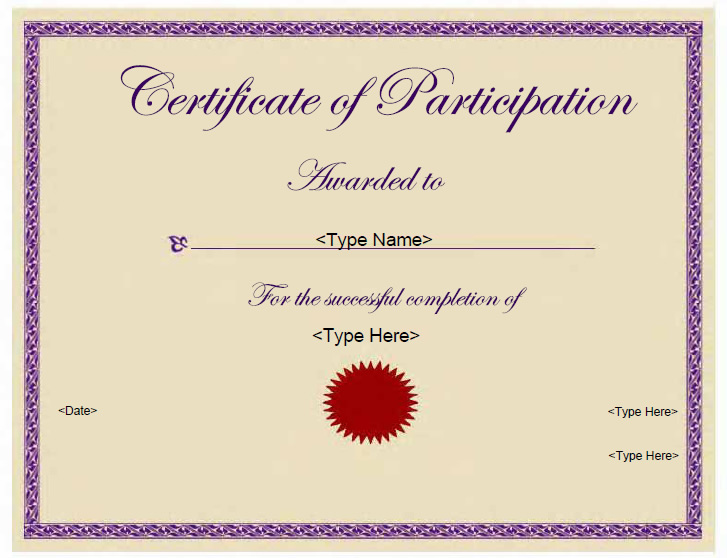 Certificate of Participation
Awarded to
<Type Name>
For the successful completion of
<Type Here>
<Date>
<Type Here>
<Type Here>